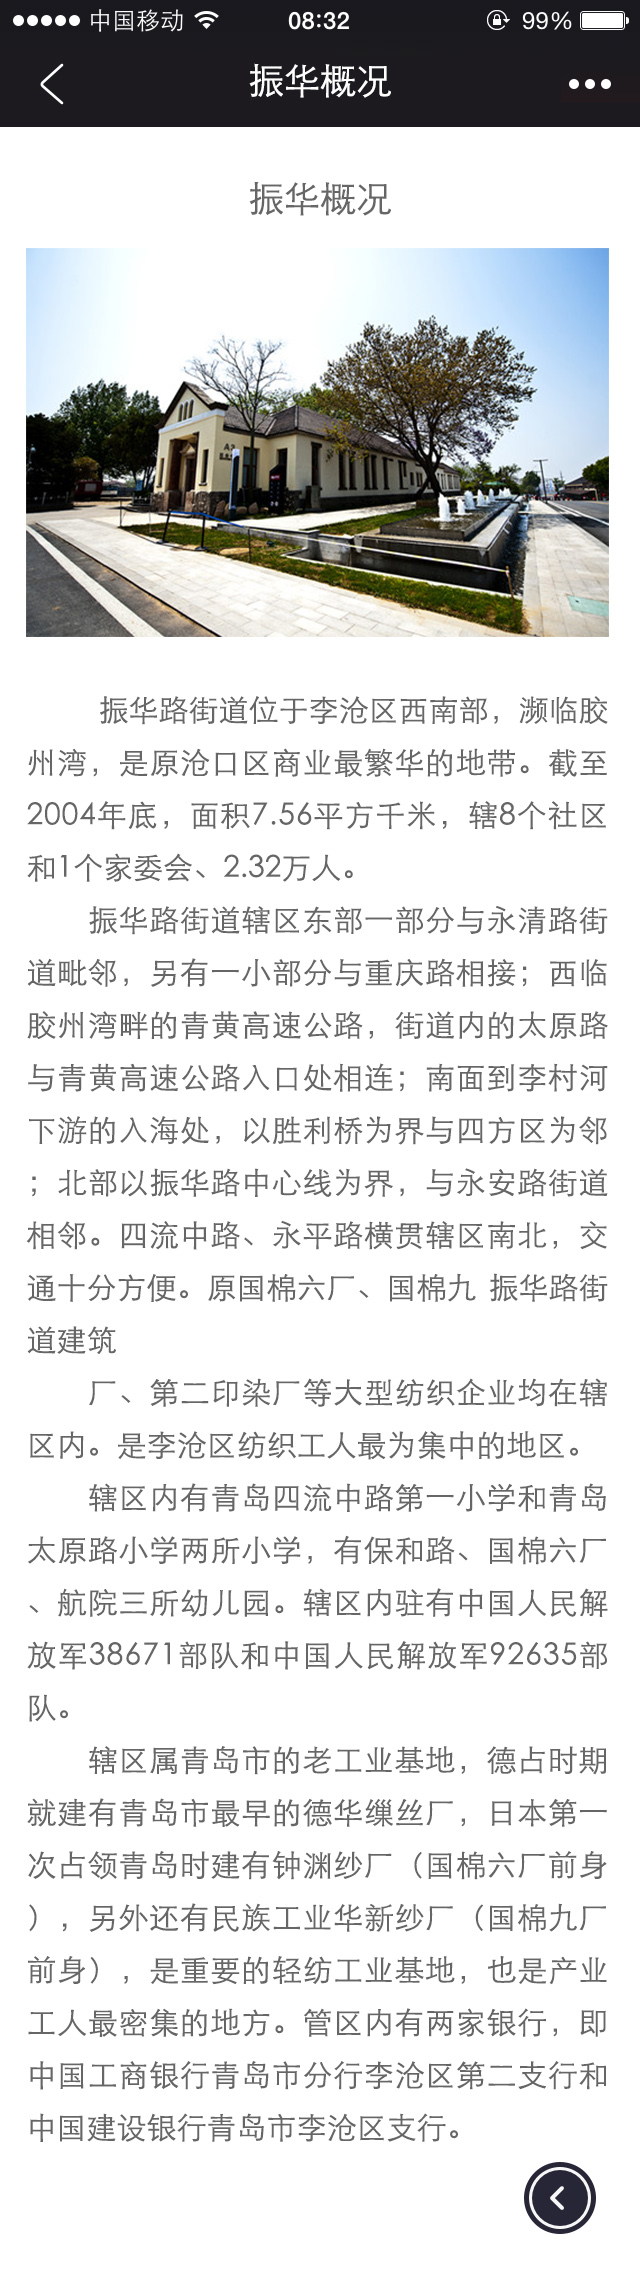 中国移动 08:32 99%
振华概况
振华概况
振华路街道位于李沧区西南部，濒临胶
州湾，是原沧口区商业最繁华的地带。截至
2004年底，面积7.56平方千米，辖8个社区
和1个家委会、2.32万人。
振华路街道辖区东部一部分与永清路街
道毗邻，另有一小部分与重庆路相接；西临
胶州湾畔的青黄高速公路，街道内的太原路
与青黄高速公路入口处相连；南面到李村河
下游的入海处，以胜利桥为界与四方区为邻
；北部以振华路中心线为界，与永安路街道
相邻。四流中路、永平路横贯辖区南北，交
通十分方便。原国棉六厂、国棉九 振华路街
道建筑
厂、第二印染厂等大型纺织企业均在辖
区内。是李沧区纺织工人最为集中的地区。
辖区内有青岛四流中路第一小学和青岛
太原路小学两所小学，有保和路、国棉六厂
、航院三所幼儿园。辖区内驻有中国人民解
放军38671部队和中国人民解放军92635部
队。
辖区属青岛市的老工业基地，德占时期
就建有青岛市最早的德华缫丝厂，日本第一
次占领青岛时建有钟渊纱厂（国棉六厂前身
），另外还有民族工业华新纱厂（国棉九厂
前身），是重要的轻纺工业基地，也是产业
工人最密集的地方。管区内有两家银行，即
中国工商银行青岛市分行李沧区第二支行和
中国建设银行青岛市李沧区支行。